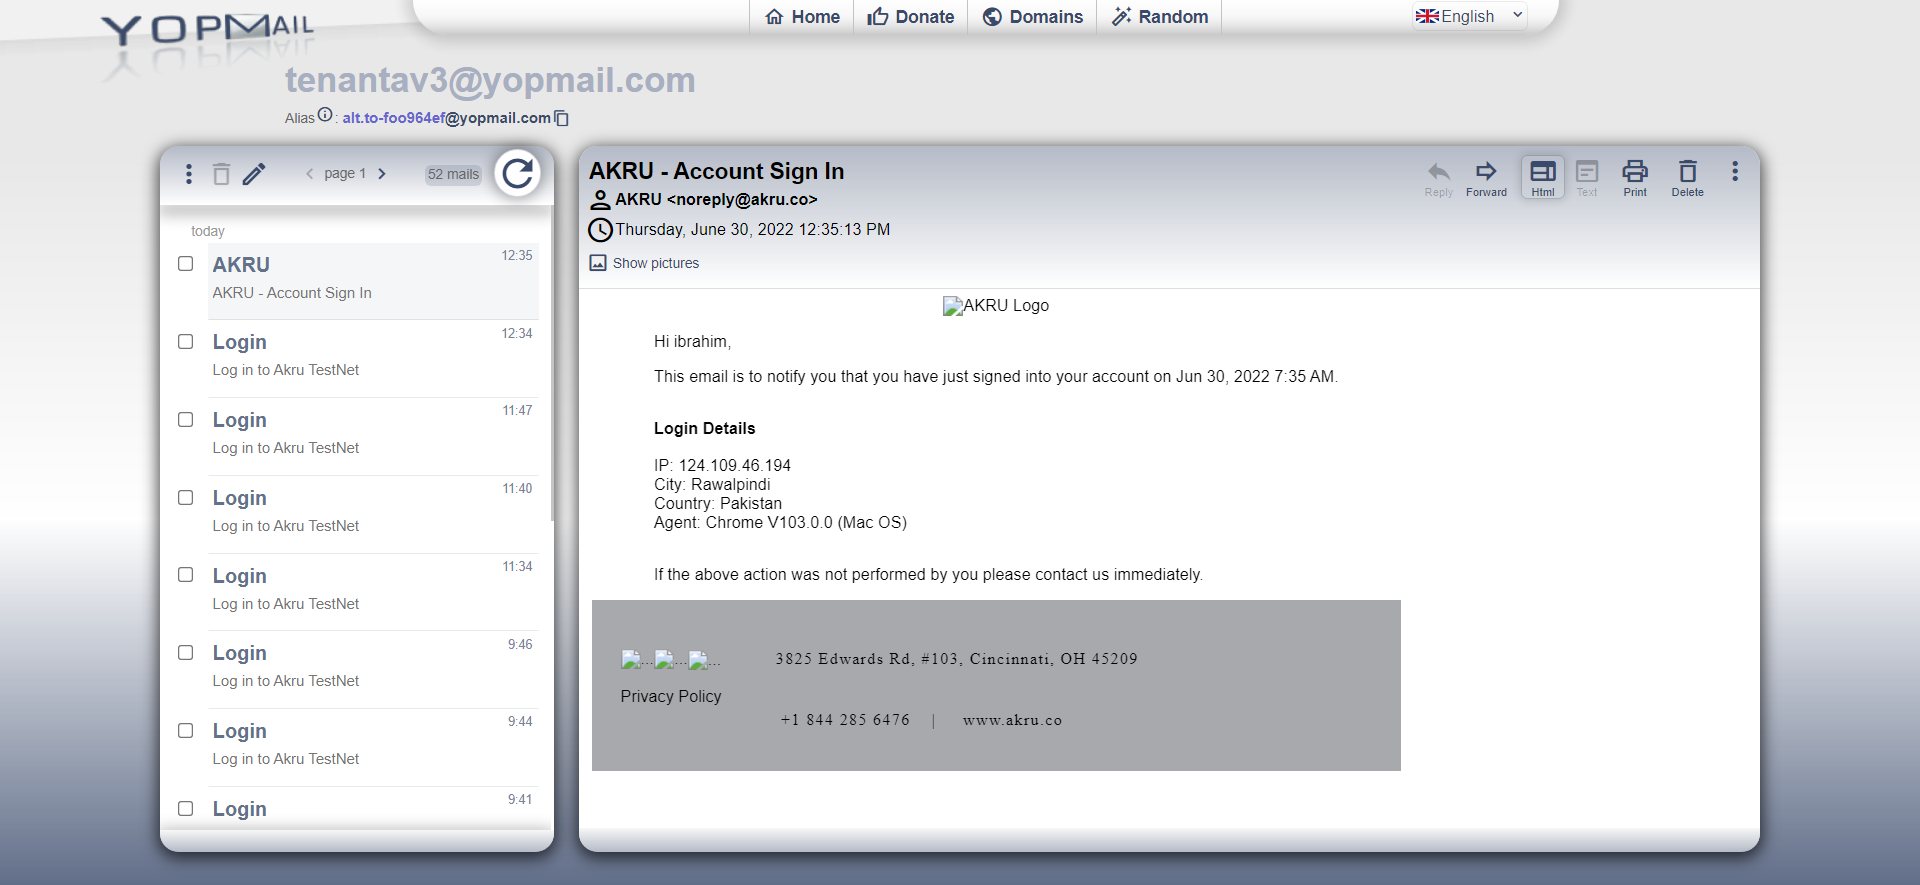 YOPMAIL
Home
Donate
Domains
Random
English
tenantav3@yopmail.com
Alias : alt.to-foo964ef@yopmail.com
page 1
52 mails
today
AKRU 12:35
AKRU - Account Sign In
Login 12:34
Log in to Akru TestNet
Login 11:47
Log in to Akru TestNet
Login 11:40
Log in to Akru TestNet
Login 11:34
Log in to Akru TestNet
Login 9:46
Log in to Akru TestNet
Login 9:44
Log in to Akru TestNet
Login 9:41
AKRU - Account Sign In
AKRU <noreply@akru.co>
Thursday, June 30, 2022 12:35:13 PM
Show pictures
Reply
Forward
Html
Text
Print
Delete
AKRU Logo
Hi ibrahim,
This email is to notify you that you have just signed into your account on Jun 30, 2022 7:35 AM.
Login Details
IP: 124.109.46.194
City: Rawalpindi
Country: Pakistan
Agent: Chrome V103.0.0 (Mac OS)
If the above action was not performed by you please contact us immediately.
... ... ...
3825 Edwards Rd, #103, Cincinnati, OH 45209
Privacy Policy
+1 844 285 6476 | www.akru.co